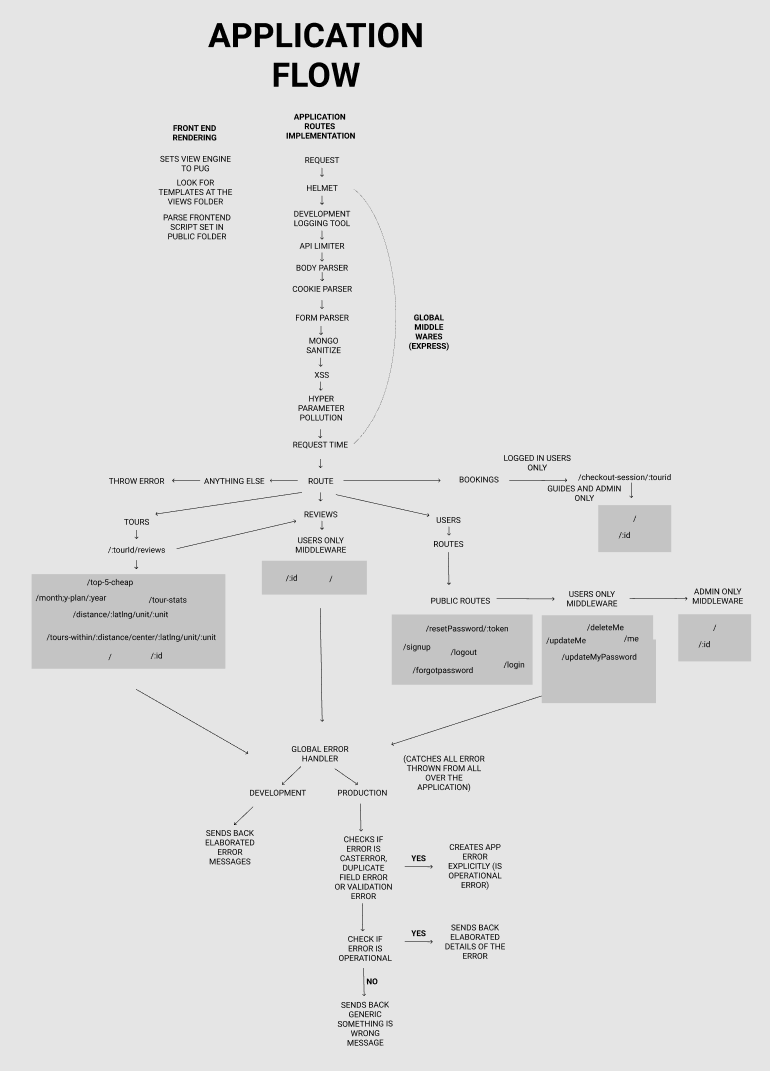 APPLICATION
FLOW
FRONT END
RENDERING
SETS VIEW ENGINE
TO PUG
LOOK FOR
TEMPLATES AT THE
VIEWS FOLDER
PARSE FRONTEND
SCRIPT SET IN
PUBLIC FOLDER
APPLICATION
ROUTES
IMPLEMENTATION
REQUEST
HELMET
DEVELOPMENT
LOGGING TOOL
API LIMITER
BODY PARSER
COOKIE PARSER
FORM PARSER
MONGO
SANITIZE
XSS
HYPER
PARAMETER
POLLUTION
REQUEST TIME
GLOBAL
MIDDLE
WARES
(EXPRESS)
THROW ERROR
ANYTHING ELSE
ROUTE
BOOKINGS
LOGGED IN USERS
ONLY
/checkout-session/:tourid
GUIDES AND ADMIN
ONLY
/
/:id
TOURS
/:tourId/reviews
/top-5-cheap
/month;y-plan/:year
/tour-stats
/distance/:latlng/unit/:unit
/tours-within/:distance/center/:latlng/unit/:unit
/
/:id
REVIEWS
USERS ONLY
MIDDLEWARE
/:id
/
USERS
ROUTES
PUBLIC ROUTES
/resetPassword/:token
/signup
/logout
/login
/forgotpassword
USERS ONLY
MIDDLEWARE
/deleteMe
/updateMe
/me
/updateMyPassword
ADMIN ONLY
MIDDLEWARE
/
/:id
GLOBAL ERROR
HANDLER
(CATCHES ALL ERROR
THROWN FROM ALL
OVER THE
APPLICATION)
DEVELOPMENT
PRODUCTION
SENDS BACK
ELABORATED
ERROR
MESSAGES
CHECKS IF
ERROR IS
CASTERROR,
DUPLICATE
FIELD ERROR
OR VALIDATION
ERROR
YES
CREATES APP
ERROR
EXPLICITLY (IS
OPERATIONAL
ERROR)
CHECK IF
ERROR IS
OPERATIONAL
YES
SENDS BACK
ELABORATED
DETAILS OF THE
ERROR
NO
SENDS BACK
GENERIC
SOMETHING IS
WRONG
MESSAGE